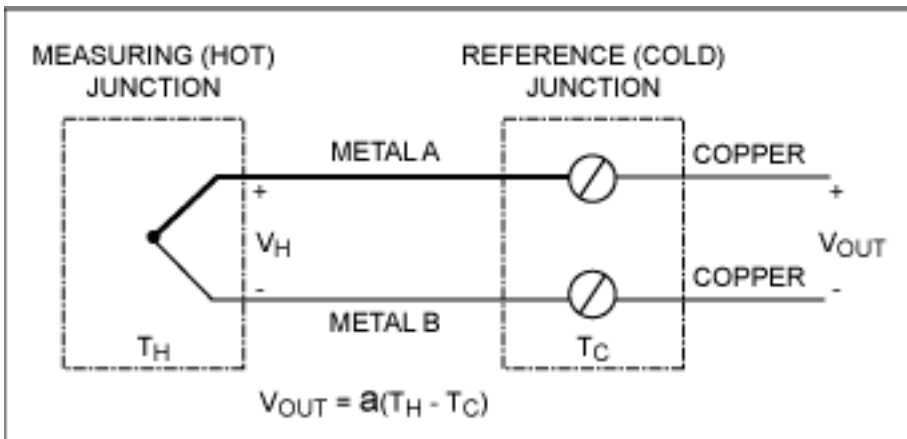 MEASURING (HOT)
JUNCTION
REFERENCE (COLD)
JUNCTION
METAL A
COPPER
+
+
VH
VOUT
-
-
COPPER
METAL B
TH
TC
VOUT = a(TH - TC)